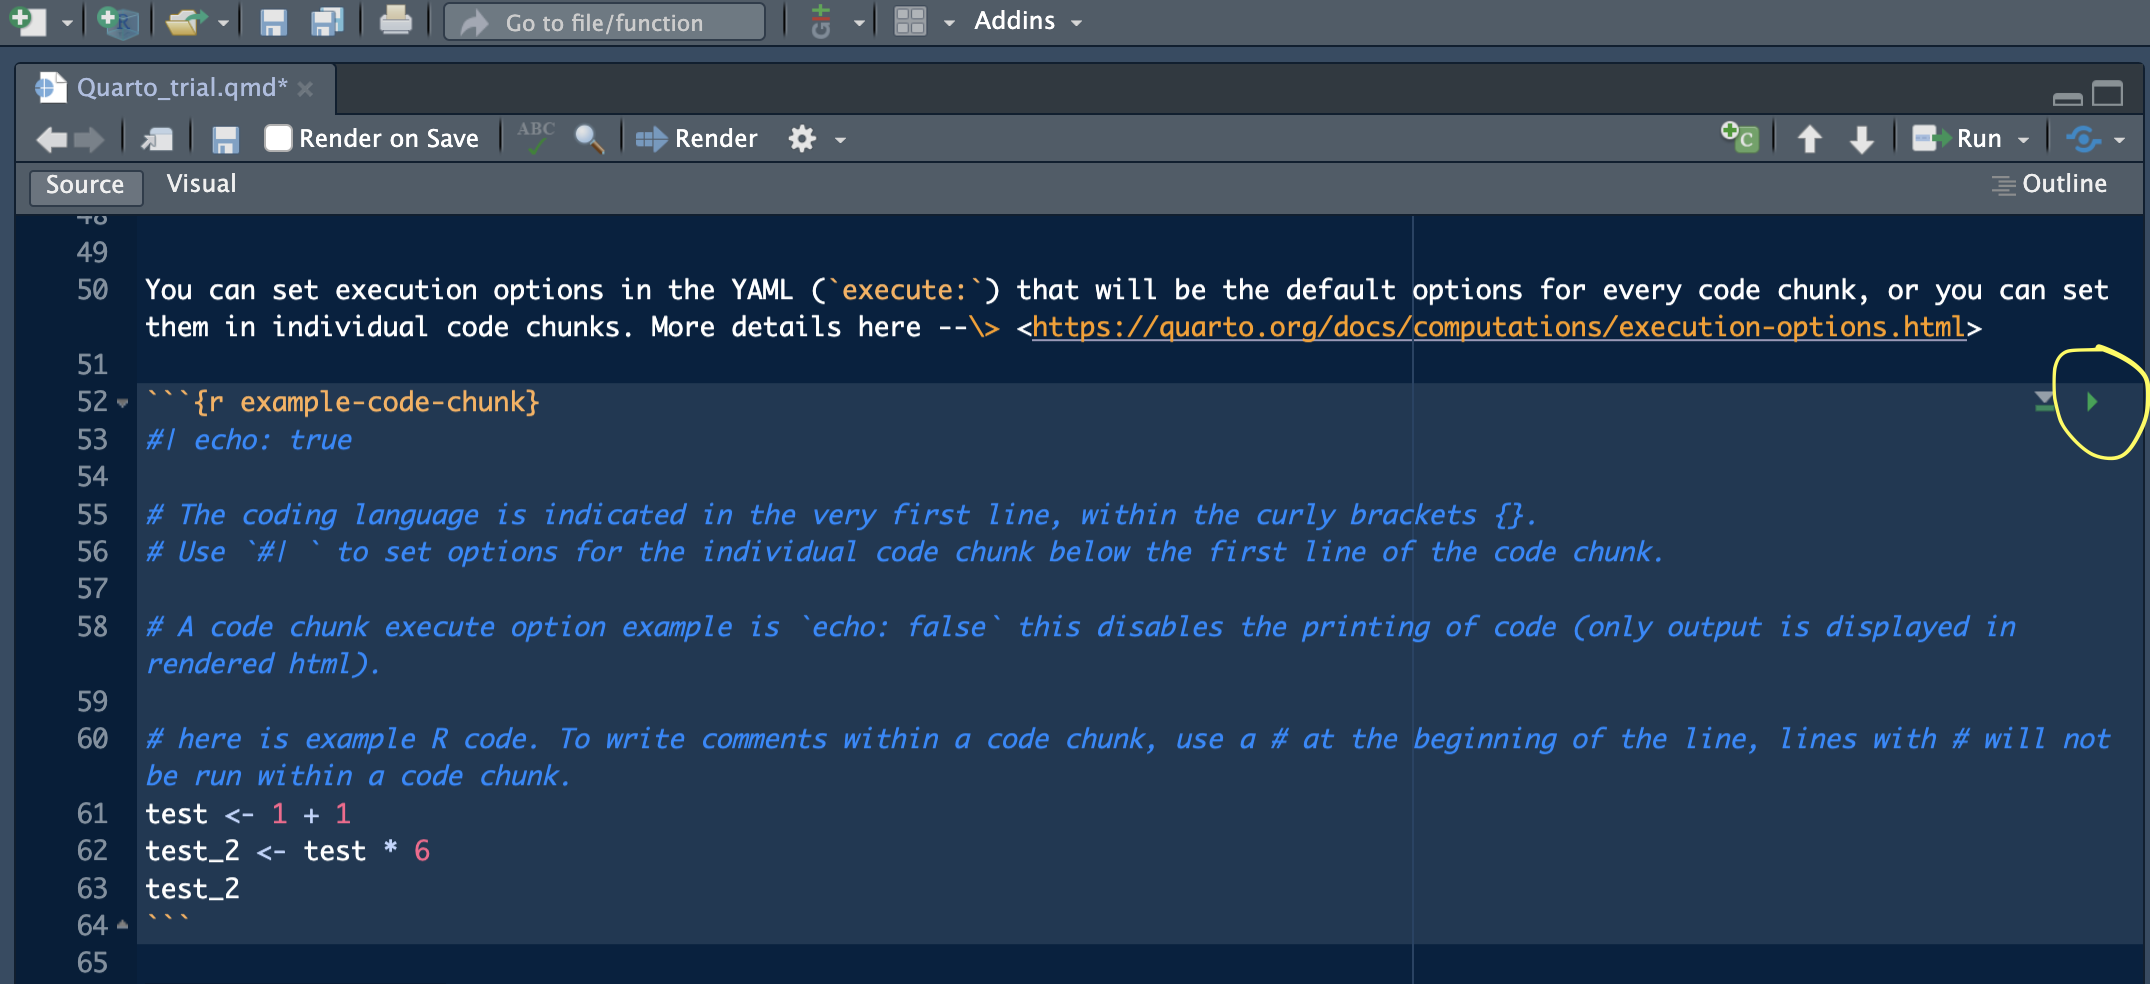 Go to file/function Addins
Quarto_trial.qmd*
Render on Save ABC Render C Run
Source Visual Outline
48
49
50 You can set execution options in the YAML (`execute:`) that will be the default options for every code chunk, or you can set
them in individual code chunks. More details here --\> <https://quarto.org/docs/computations/execution-options.html>
51
52 ```{r example-code-chunk}
53 #| echo: true
54
55 # The coding language is indicated in the very first line, within the curly brackets {}.
56 # Use `#| ` to set options for the individual code chunk below the first line of the code chunk.
57
58 # A code chunk execute option example is `echo: false` this disables the printing of code (only output is displayed in
rendered html).
59
60 # here is example R code. To write comments within a code chunk, use a # at the beginning of the line, lines with # will not
be run within a code chunk.
61 test <- 1 + 1
62 test_2 <- test * 6
63 test_2
64 ```
65